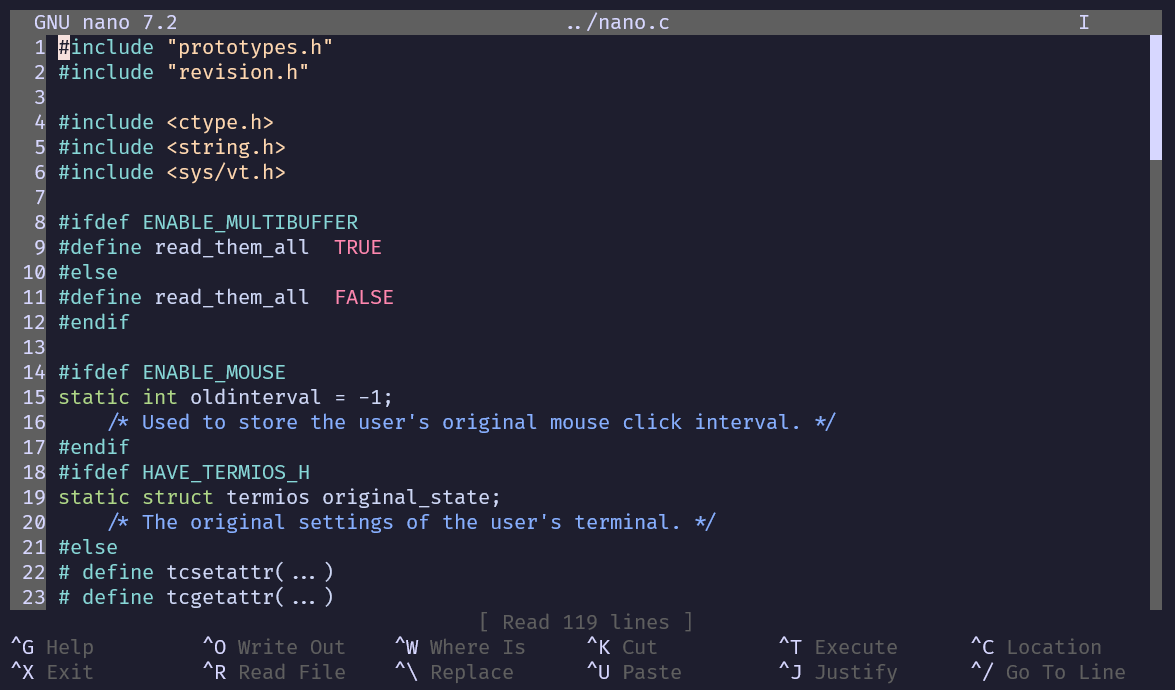 GNU nano 7.2 ../nano.c I
1 #include "prototypes.h"
2 #include "revision.h"
3
4 #include <ctype.h>
5 #include <string.h>
6 #include <sys/vt.h>
7
8 #ifdef ENABLE_MULTIBUFFER
9 #define read_them_all  TRUE
10 #else
11 #define read_them_all  FALSE
12 #endif
13
14 #ifdef ENABLE_MOUSE
15 static int oldinterval = -1;
16     /* Used to store the user's original mouse click interval. */
17 #endif
18 #ifdef HAVE_TERMIOS_H
19 static struct termios original_state;
20     /* The original settings of the user's terminal. */
21 #else
22 # define tcsetattr(...)
23 # define tcgetattr(...)
[ Read 119 lines ]
^G Help ^O Write Out ^W Where Is ^K Cut ^T Execute ^C Location
^X Exit ^R Read File ^\ Replace ^U Paste ^J Justify ^/ Go To Line